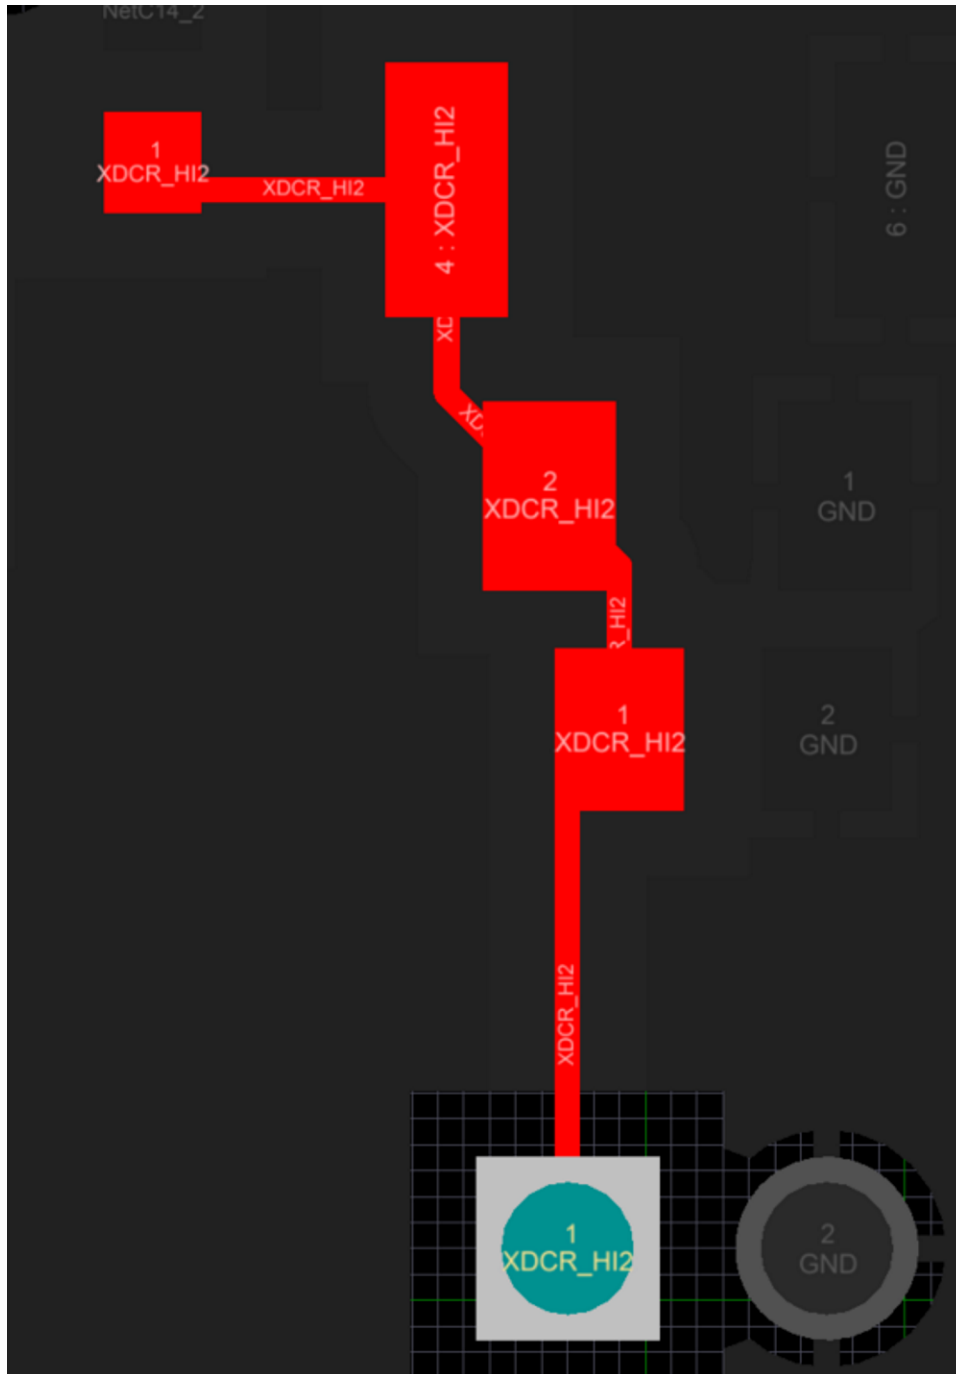 NetC14_2
1
XDCR_HI2
XDCR_HI2
4 : XDCR_HI2
6 : GND
XD
XD
2
XDCR_HI2
1
GND
R_HI2
1
XDCR_HI2
2
GND
XDCR_HI2
1
XDCR_HI2
2
GND